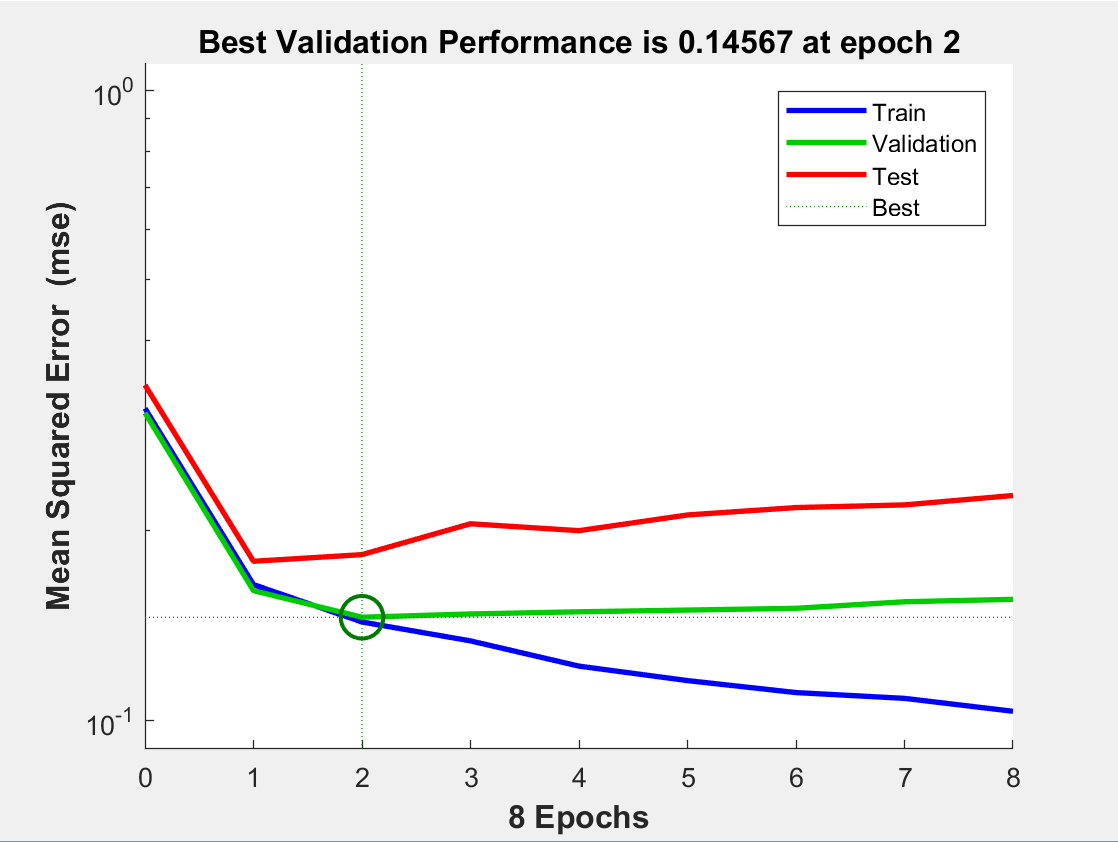 Best Validation Performance is 0.14567 at epoch 2
10^0
10^-1
Mean Squared Error (mse)
Train
Validation
Test
Best
0 1 2 3 4 5 6 7 8
8 Epochs